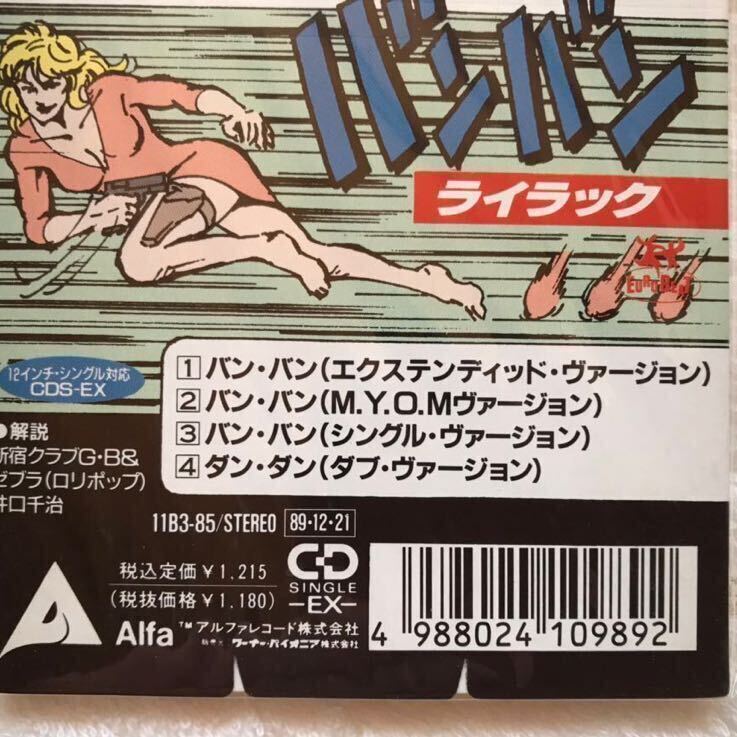 バンバン
ライラック
EUROBEAT
12インチ・シングル対応
CDS-EX
1 バン・バン(エクステンディッド・ヴァージョン)
2 バン・バン(M.Y.O.Mヴァージョン)
3 バン・バン(シングル・ヴァージョン)
4 ダン・ダン(ダブ・ヴァージョン)
●解説
新宿クラブG・B&
ゼブラ(ロリポップ)
井口千治
11B3-85/STEREO 89・12・21
税込定価¥1,215
(税抜価格¥1,180)
CD
SINGLE
-EX-
Alfa™ アルファレコード株式会社
販売元 ワーナー・パイオニア株式会社
4 988024 109892